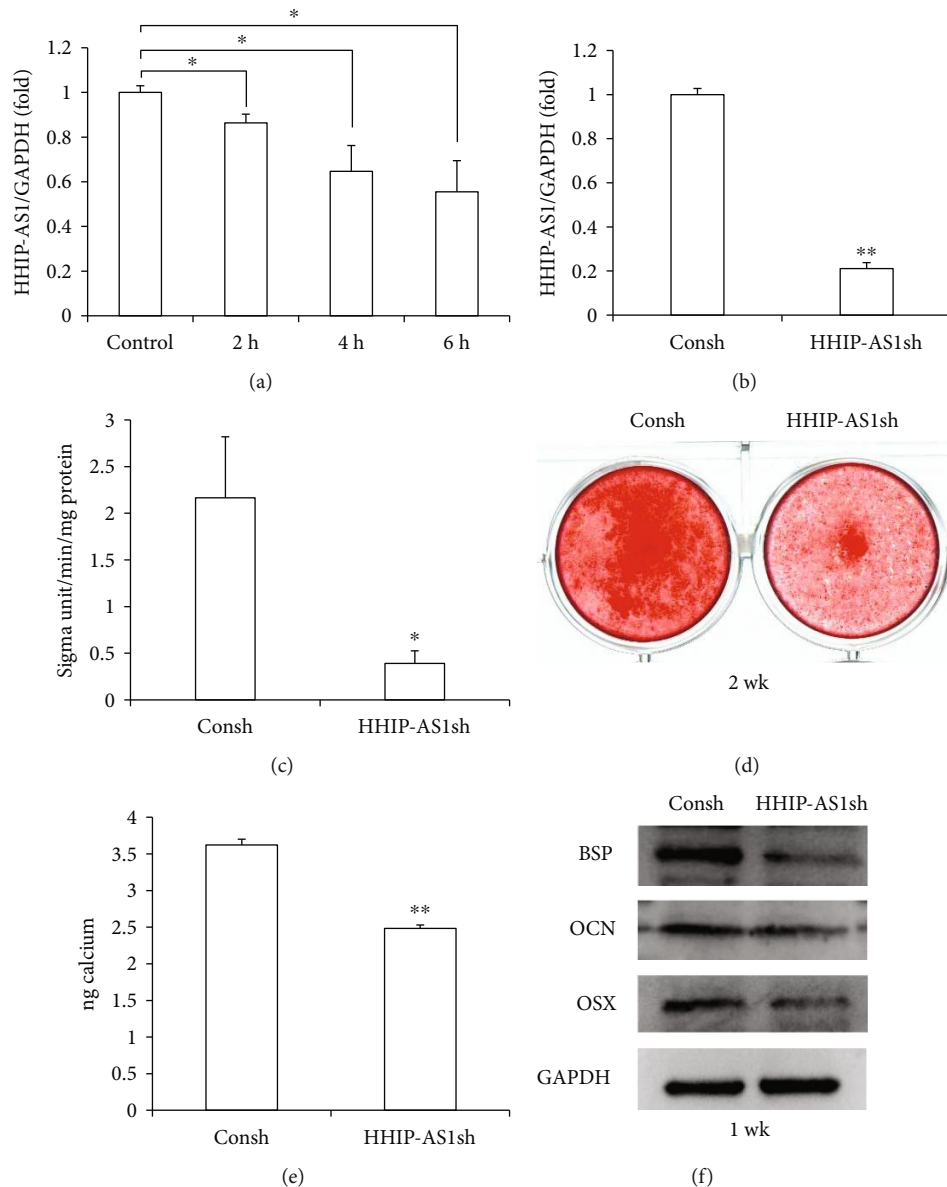 * 
*
*
1.2
1
0.8
0.6
0.4
0.2
0
HHIP-AS1/GAPDH (fold)
Control 2 h 4 h 6 h
(a)
1.2
1
0.8
0.6
0.4
0.2
0
HHIP-AS1/GAPDH (fold)
**
Consh HHIP-AS1sh
(b)
3
2.5
2
1.5
1
0.5
0
Sigma unit/min/mg protein
*
Consh HHIP-AS1sh
(c)
Consh HHIP-AS1sh
2 wk
(d)
4
3.5
3
2.5
2
1.5
1
0.5
0
ng calcium
**
Consh HHIP-AS1sh
(e)
Consh HHIP-AS1sh
BSP
OCN
OSX
GAPDH
1 wk
(f)